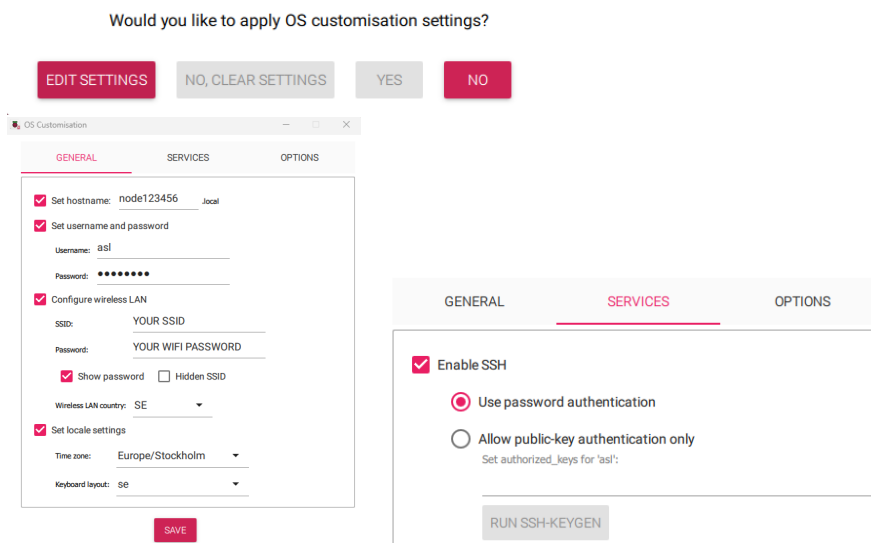 Would you like to apply OS customisation settings?
EDIT SETTINGS NO, CLEAR SETTINGS YES NO
OS Customisation
GENERAL SERVICES OPTIONS
Set hostname: node123456 .local
Set username and password
Username: asl
Password: ••••••••
Configure wireless LAN
SSID: YOUR SSID
Password: YOUR WIFI PASSWORD
Show password Hidden SSID
Wireless LAN country: SE
Set locale settings
Time zone: Europe/Stockholm
Keyboard layout: se
SAVE
GENERAL SERVICES OPTIONS
Enable SSH
Use password authentication
Allow public-key authentication only
Set authorized_keys for 'asl':
RUN SSH-KEYGEN